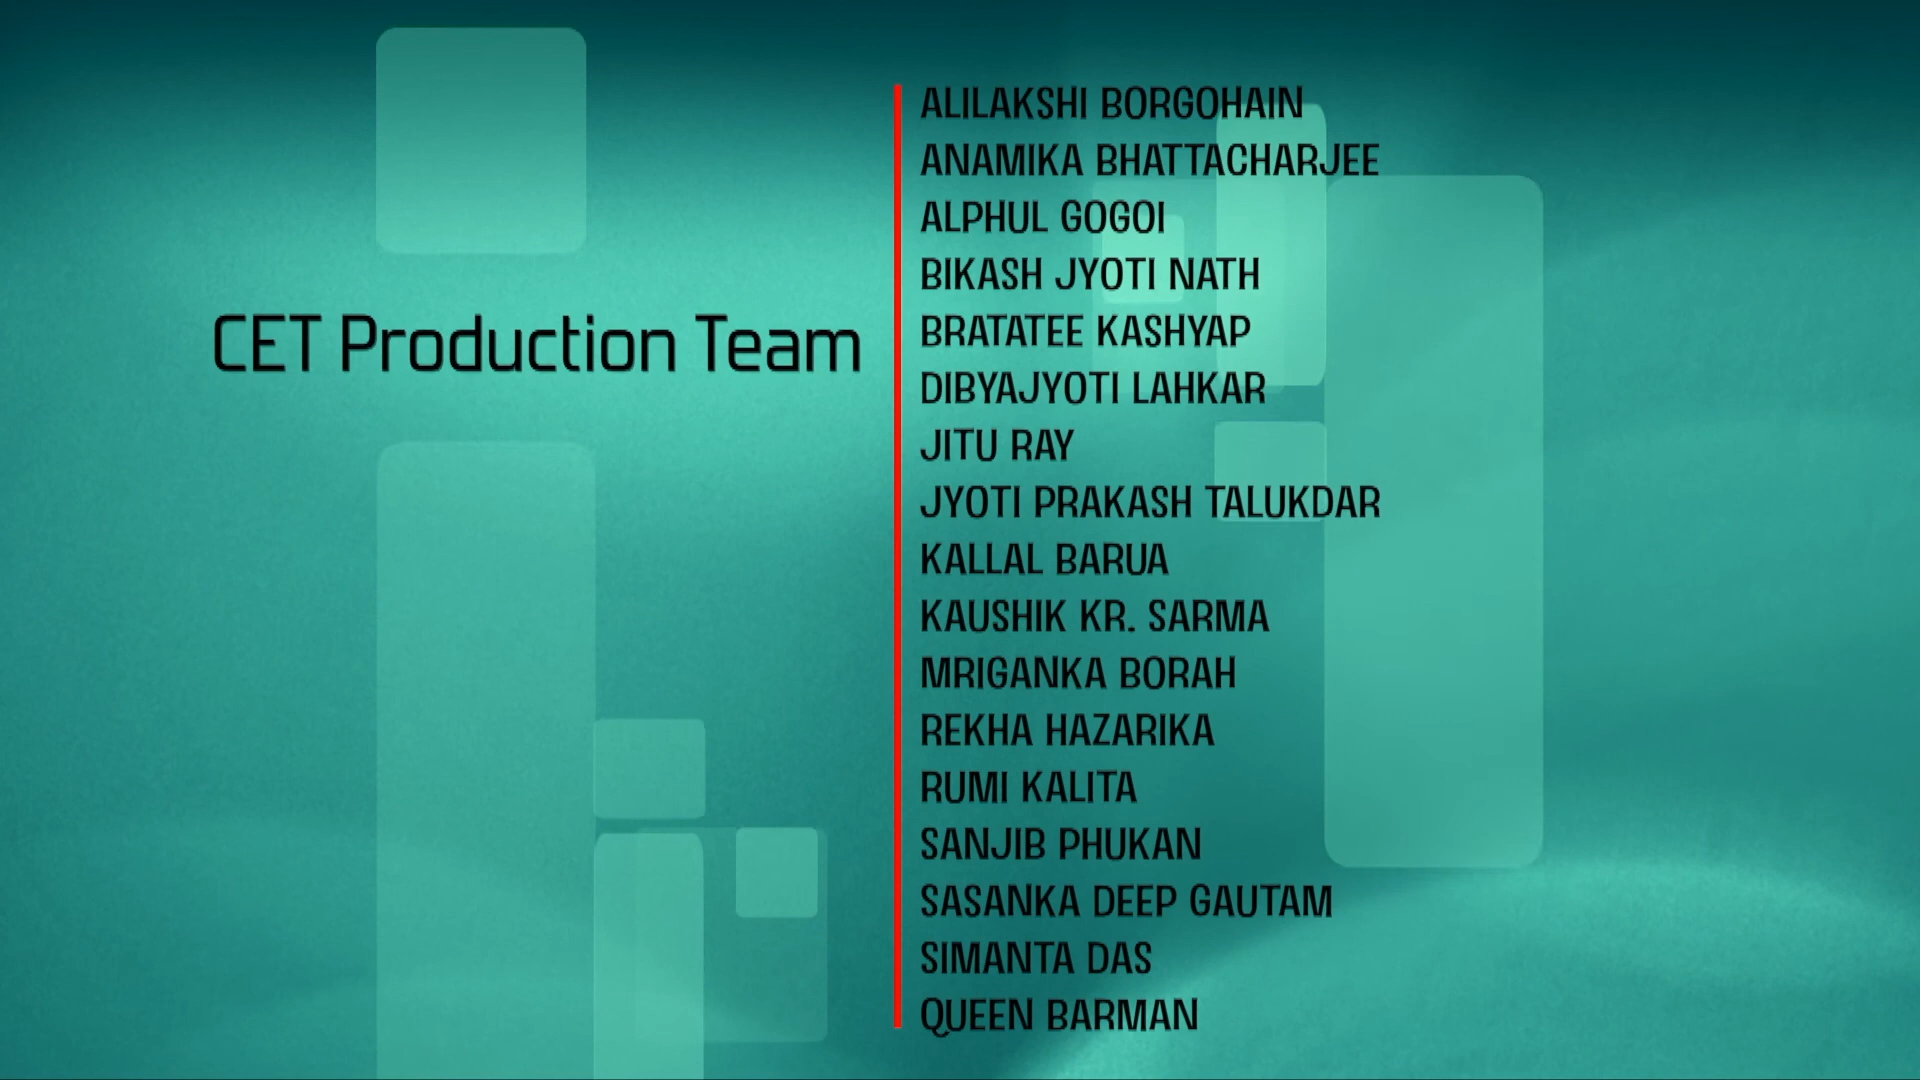 CET Production Team
ALILAKSHI BORGOHAIN
ANAMIKA BHATTACHARJEE
ALPHUL GOGOI
BIKASH JYOTI NATH
BRATATEE KASHYAP
DIBYAJYOTI LAHKAR
JITU RAY
JYOTI PRAKASH TALUKDAR
KALLAL BARUA
KAUSHIK KR. SARMA
MRIGANKA BORAH
REKHA HAZARIKA
RUMI KALITA
SANJIB PHUKAN
SASANKA DEEP GAUTAM
SIMANTA DAS
QUEEN BARMAN